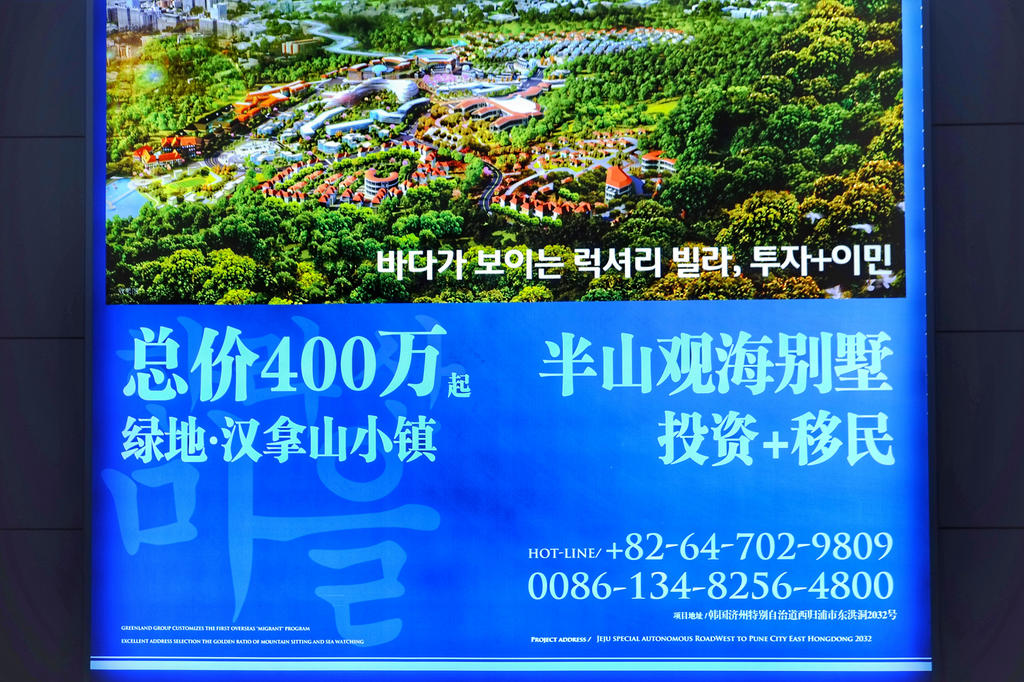 바다가 보이는 럭셔리 빌라, 투자+이민
总价400万起
绿地·汉拿山小镇
半山观海别墅
投资+移民
HOT-LINE/ +82-64-702-9809
0086-134-8256-4800
项目地址/韩国济州特别自治道西归浦市东洪洞2032号
GREENLAND GROUP CUSTOMIZES THE FIRST OVERSEAS "MIGRANT" PROGRAM
EXCELLENT ADDRESS SELECTION THE GOLDEN RATIO OF MOUNTAIN SITTING AND SEA WATCHING
PROJECT ADDRESS / JEJU SPECIAL AUTONOMOUS ROADWEST TO PUNE CITY EAST HONGDONG 2032
마을